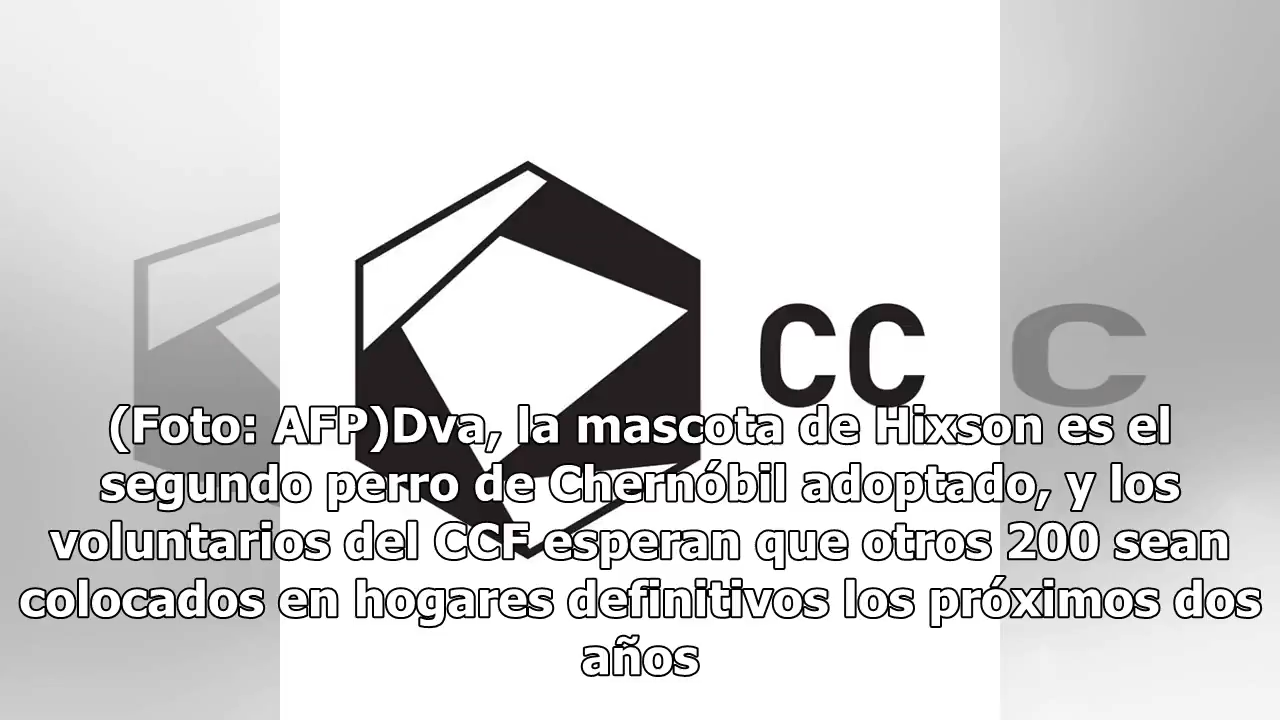 CC
C
(Foto: AFP)Dva, la mascota de Hixson es el
segundo perro de Chernóbil adoptado, y los
voluntarios del CCF esperan que otros 200 sean
colocados en hogares definitivos los próximos dos
años